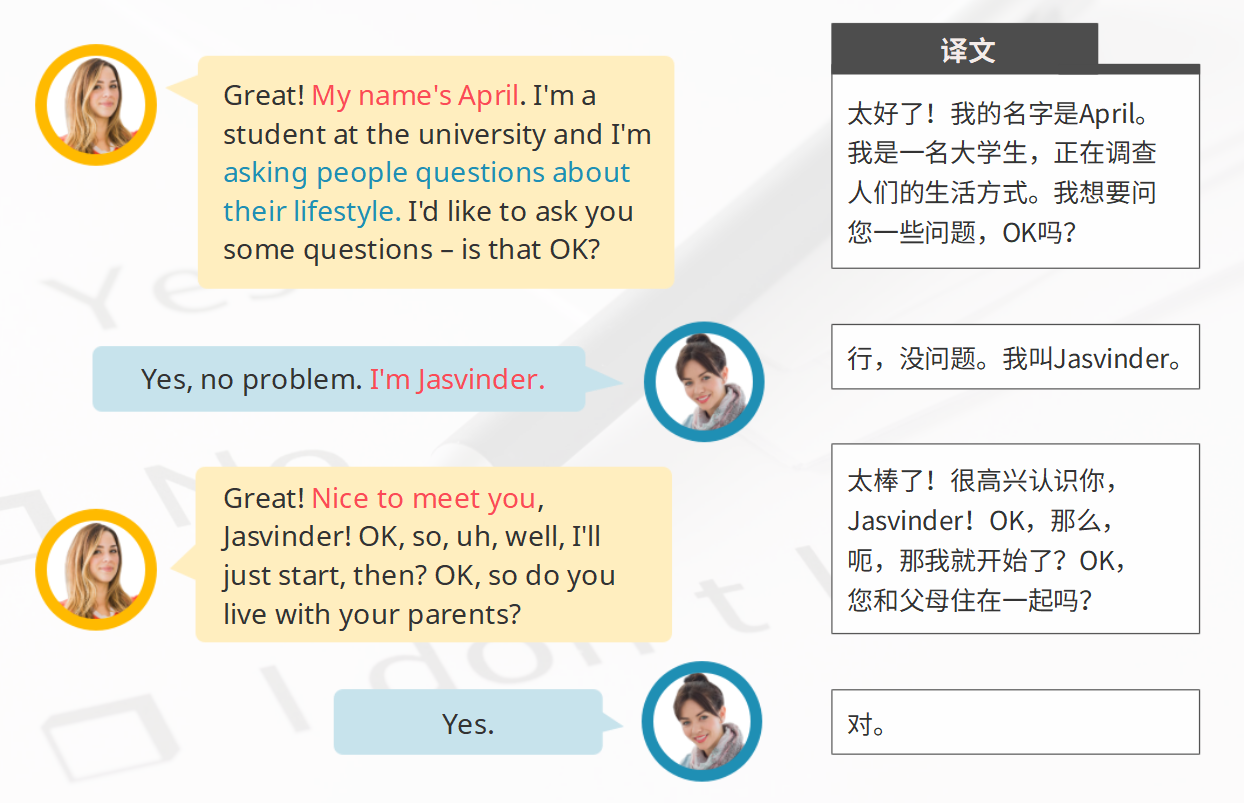 译文
Great! My name's April. I'm a
student at the university and I'm
asking people questions about
their lifestyle. I'd like to ask you
some questions – is that OK?
太好了！我的名字是April。
我是一名大学生，正在调查
人们的生活方式。我想要问
您一些问题，OK吗？
Yes, no problem. I'm Jasvinder.
行，没问题。我叫Jasvinder。
Great! Nice to meet you,
Jasvinder! OK, so, uh, well, I'll
just start, then? OK, so do you
live with your parents?
太棒了！很高兴认识你，
Jasvinder！OK，那么，
呃，那我就开始了？OK，
您和父母住在一起吗？
Yes.
对。
Yes
No
I don't